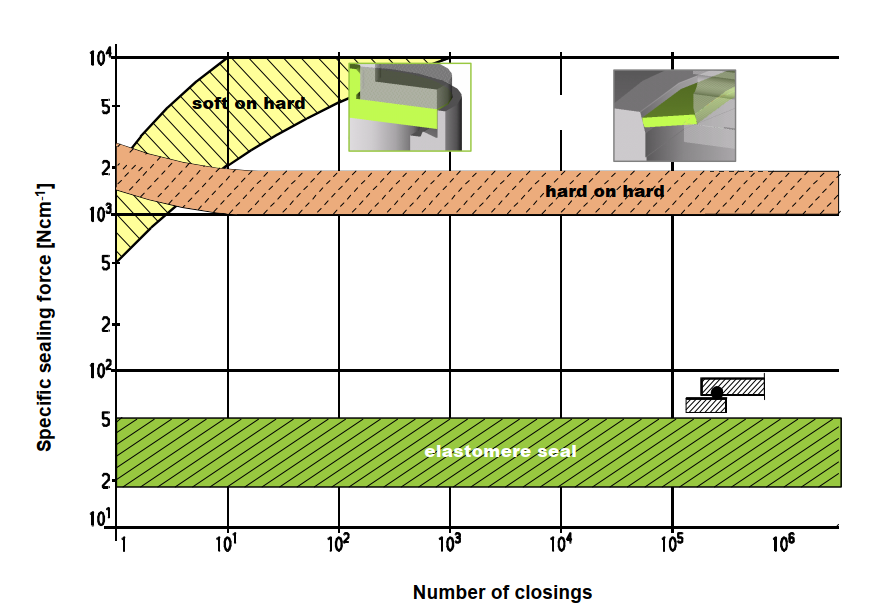 10⁴
5
soft on hard
2
hard on hard
10³
5
2
10²
5
elastomere seal
2
10¹
1 10¹ 10² 10³ 10⁴ 10⁵ 10⁶
Specific sealing force [Ncm⁻¹]
Number of closings